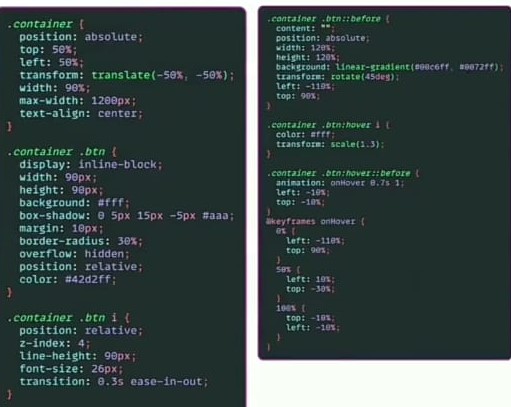 .container {
position: absolute;
top: 50%;
left: 50%;
transform: translate(-50%, -50%);
width: 90%;
max-width: 1200px;
text-align: center;
}
.container .btn {
display: inline-block;
width: 90px;
height: 90px;
background: #fff;
box-shadow: 0 5px 15px -5px #aaa;
margin: 10px;
border-radius: 30%;
overflow: hidden;
position: relative;
color: #42d2ff;
}
.container .btn i {
position: relative;
z-index: 4;
line-height: 90px;
font-size: 26px;
transition: 0.3s ease-in-out;
}
.container .btn::before {
content: "";
position: absolute;
width: 120%;
height: 120%;
background: linear-gradient(#00c6ff, #0072ff);
transform: rotate(45deg);
left: -110%;
top: 90%;
}
.container .btn:hover i {
color: #fff;
transform: scale(1.3);
}
.container .btn:hover::before {
animation: onHover 0.7s 1;
left: -10%;
top: -10%;
}
@keyframes onHover {
0% {
left: -110%;
top: 90%;
}
50% {
left: 10%;
top: -30%;
}
100% {
top: -10%;
left: -10%;
}
}